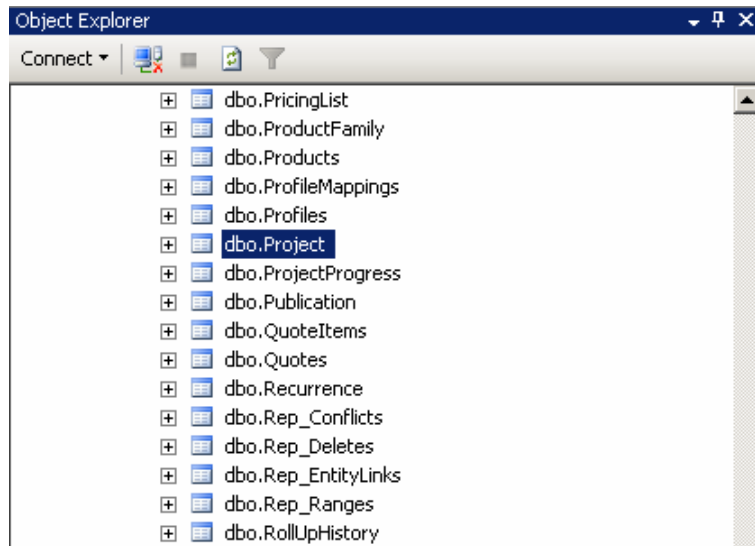 Object Explorer
Connect
dbo.PricingList
dbo.ProductFamily
dbo.Products
dbo.ProfileMappings
dbo.Profiles
dbo.Project
dbo.ProjectProgress
dbo.Publication
dbo.QuoteItems
dbo.Quotes
dbo.Recurrence
dbo.Rep_Conflicts
dbo.Rep_Deletes
dbo.Rep_EntityLinks
dbo.Rep_Ranges
dbo.RollUpHistory